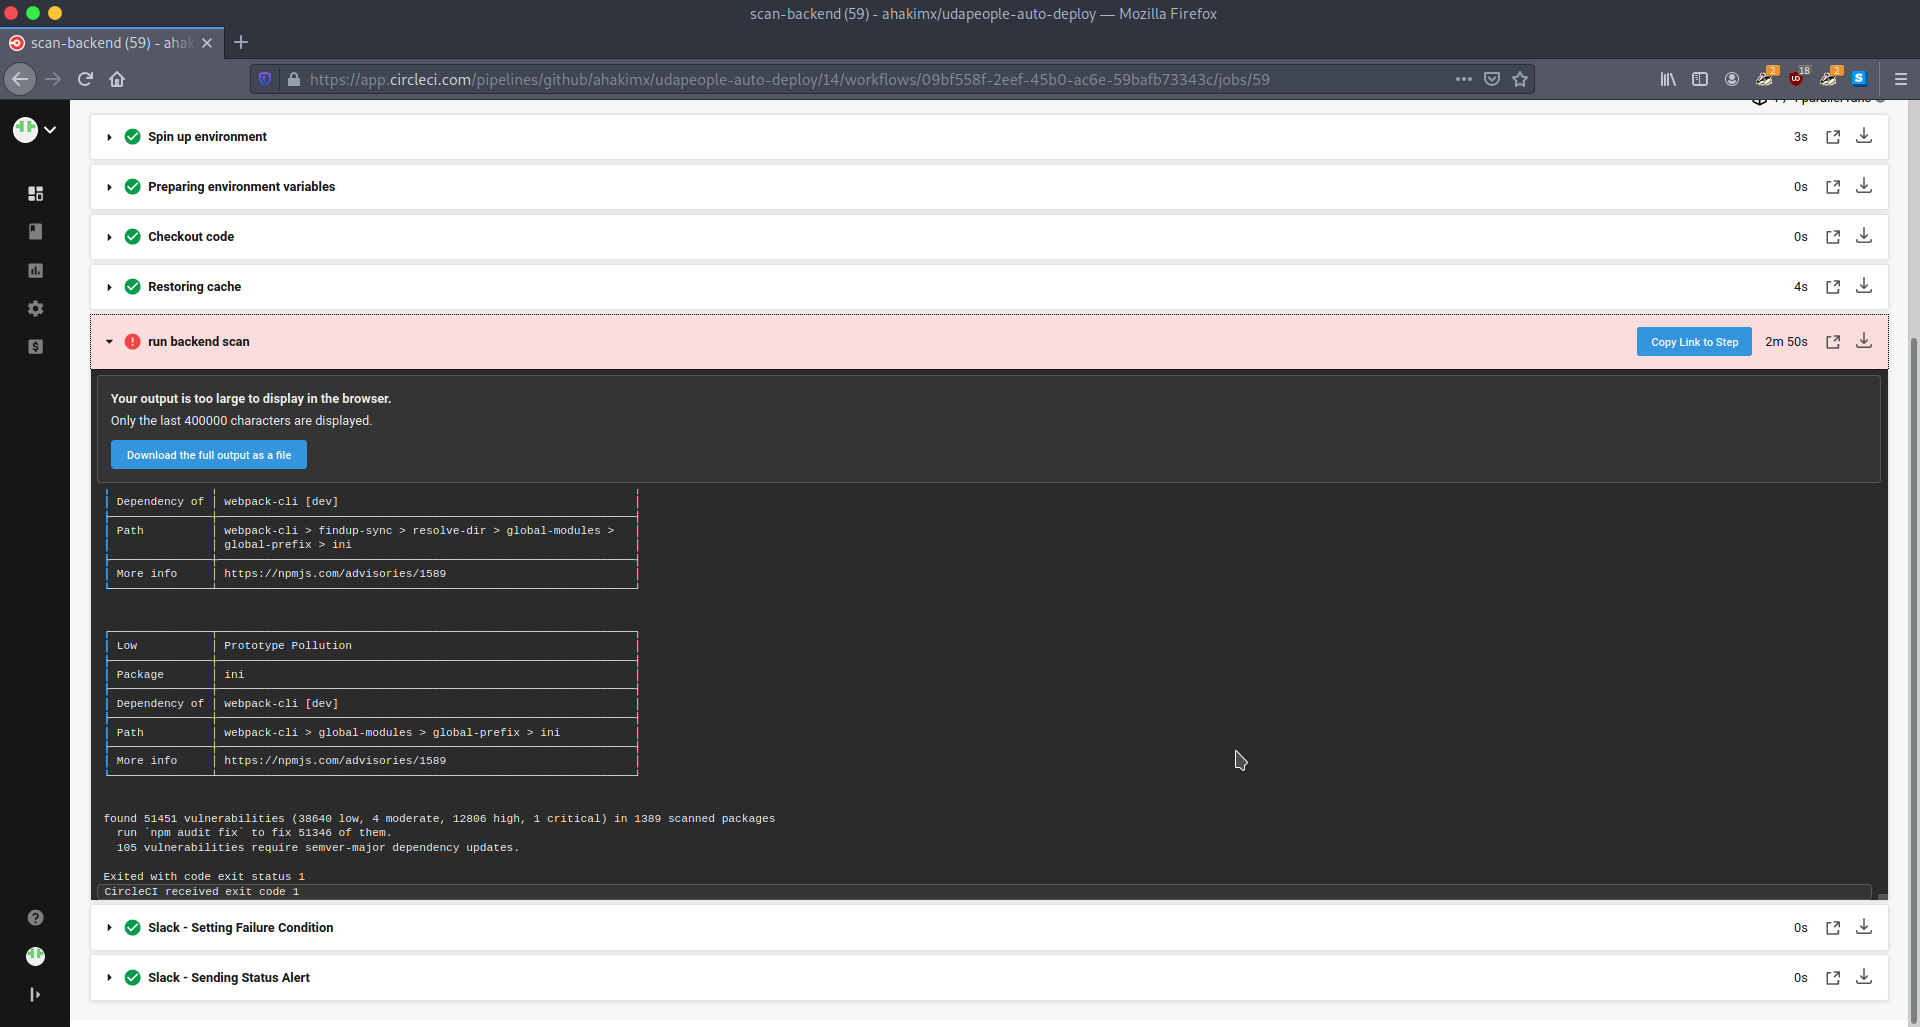 scan-backend (59) - ahakimx/udapeople-auto-deploy — Mozilla Firefox
scan-backend (59) - ahak
https://app.circleci.com/pipelines/github/ahakimx/udapeople-auto-deploy/14/workflows/09bf558f-2eef-45b0-ac6e-59bafb73343c/jobs/59
2
18
2
S
Spin up environment
3s
Preparing environment variables
0s
Checkout code
0s
Restoring cache
4s
run backend scan
Copy Link to Step
2m 50s
Your output is too large to display in the browser.
Only the last 400000 characters are displayed.
Download the full output as a file
Dependency of webpack-cli [dev]
Path webpack-cli > findup-sync > resolve-dir > global-modules >
global-prefix > ini
More info https://npmjs.com/advisories/1589
Low Prototype Pollution
Package ini
Dependency of webpack-cli [dev]
Path webpack-cli > global-modules > global-prefix > ini
More info https://npmjs.com/advisories/1589
found 51451 vulnerabilities (38640 low, 4 moderate, 12806 high, 1 critical) in 1389 scanned packages
run `npm audit fix` to fix 51346 of them.
105 vulnerabilities require semver-major dependency updates.
Exited with code exit status 1
CircleCI received exit code 1
Slack - Setting Failure Condition
0s
Slack - Sending Status Alert
0s